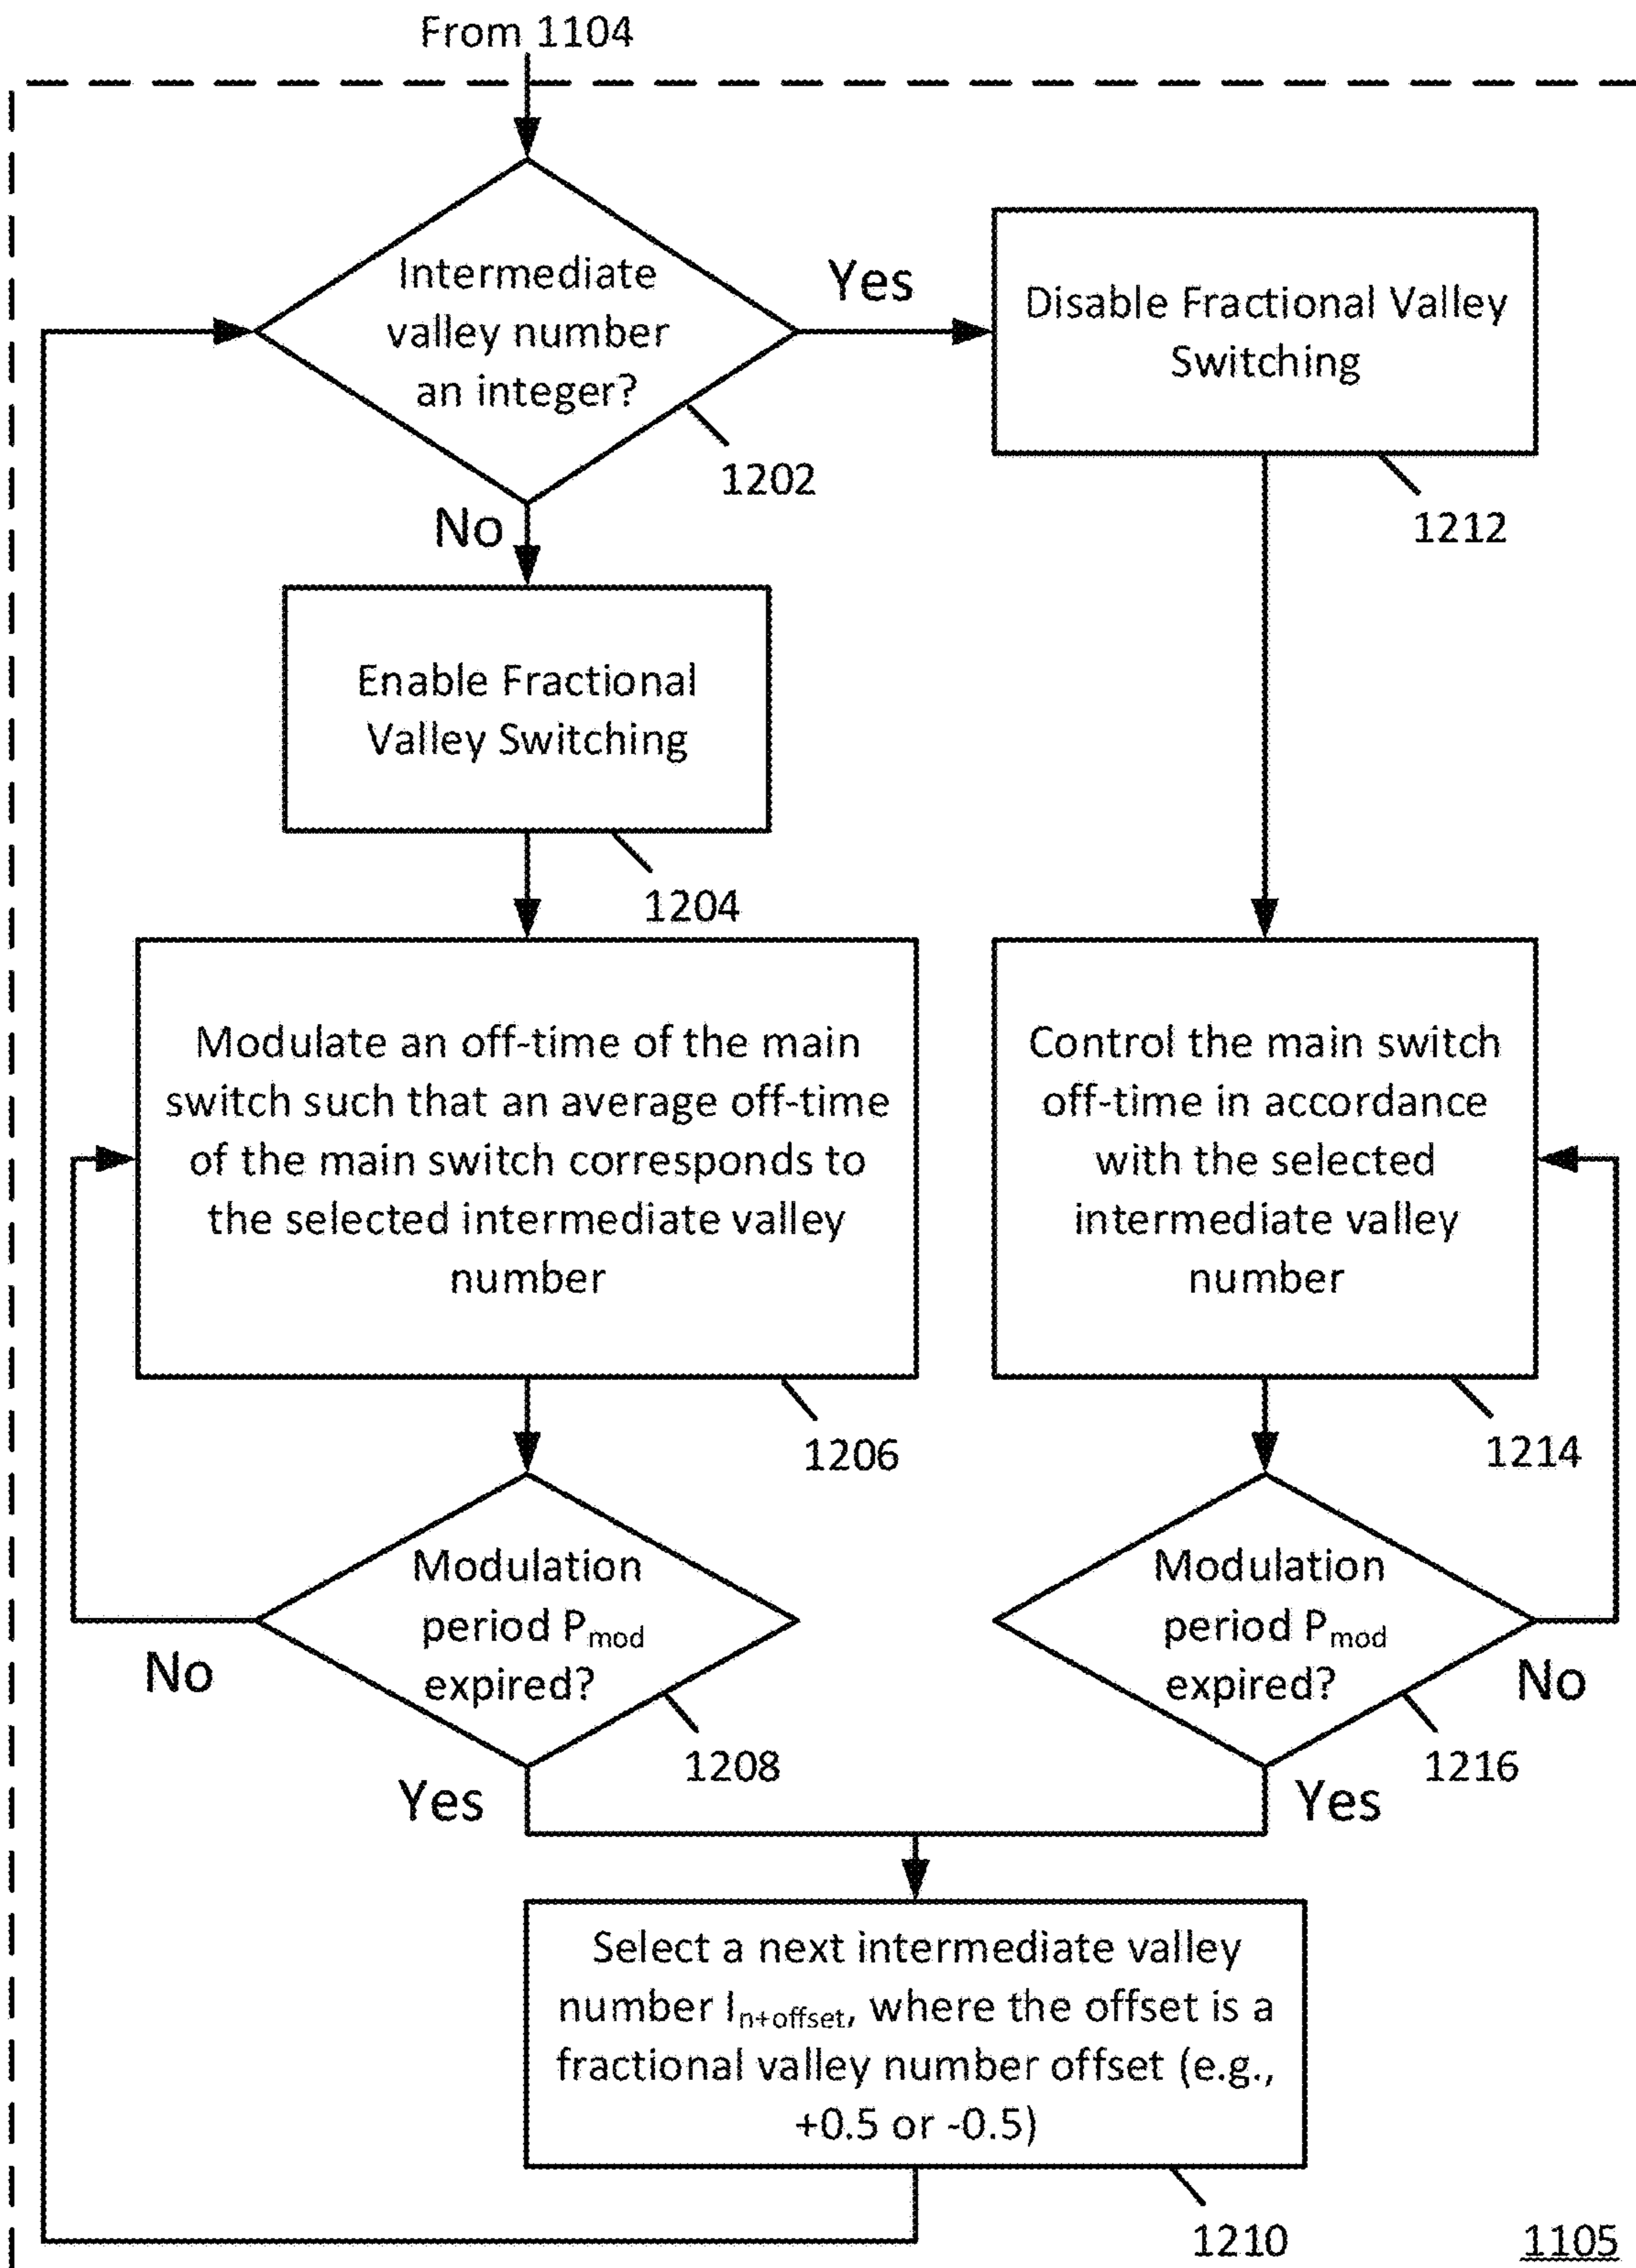 From 1104
Intermediate
valley number
an integer?
Yes
1202
No
Disable Fractional Valley
Switching
1212
Enable Fractional
Valley Switching
1204
Modulate an off-time of the main
switch such that an average off-time
of the main switch corresponds to
the selected intermediate valley
number
1206
Control the main switch
off-time in accordance
with the selected
intermediate valley
number
1214
Modulation
period Pmod
expired?
No
1208
Yes
Modulation
period Pmod
expired?
No
1216
Yes
Select a next intermediate valley
number In+offset, where the offset is a
fractional valley number offset (e.g.,
+0.5 or -0.5)
1210
1105